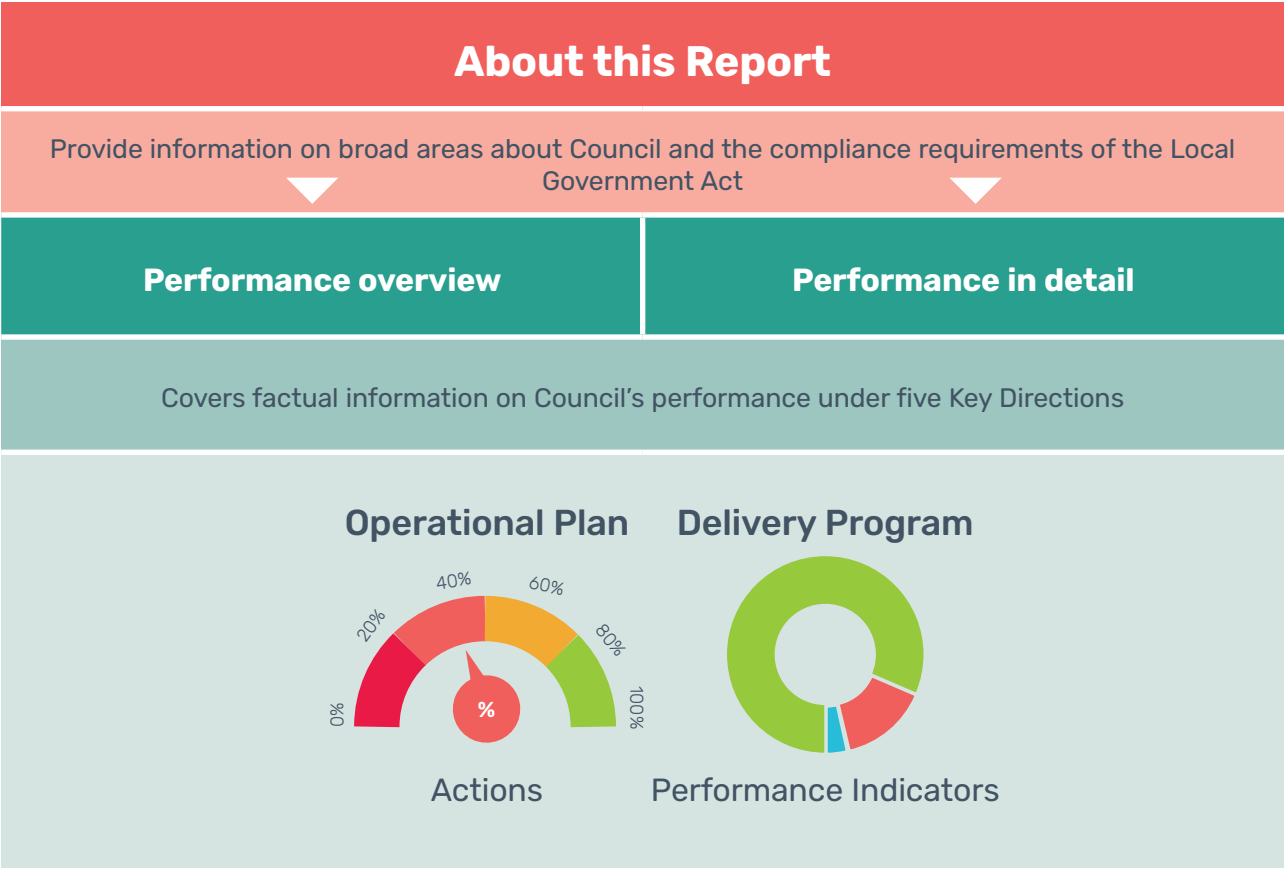 About this Report
Provide information on broad areas about Council and the compliance requirements of the Local
Government Act
Performance overview
Performance in detail
Covers factual information on Council’s performance under five Key Directions
Operational Plan
Delivery Program
0%
20%
40%
60%
80%
100%
%
Actions
Performance Indicators